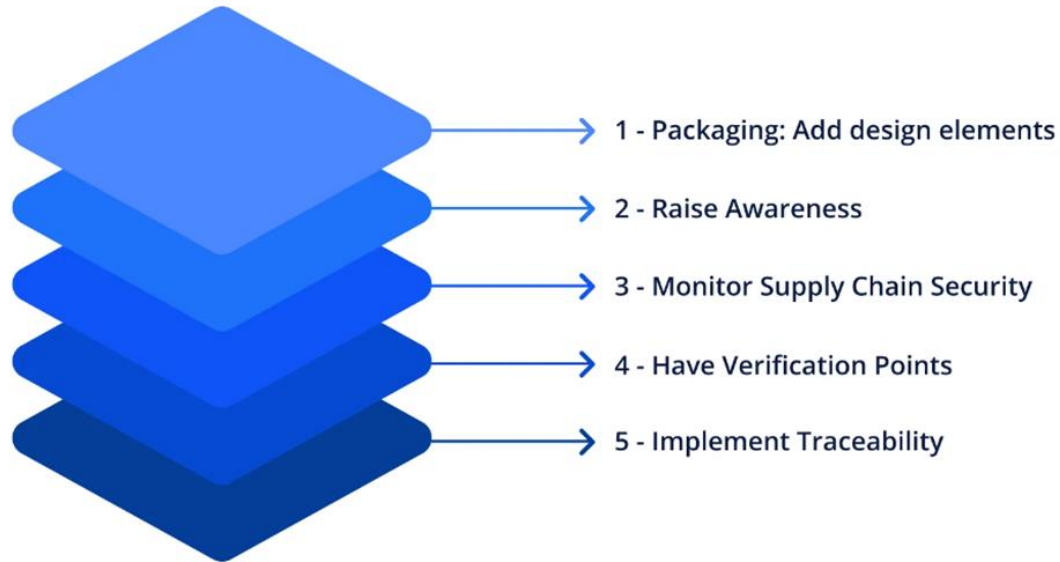 1 - Packaging: Add design elements
2 - Raise Awareness
3 - Monitor Supply Chain Security
4 - Have Verification Points
5 - Implement Traceability